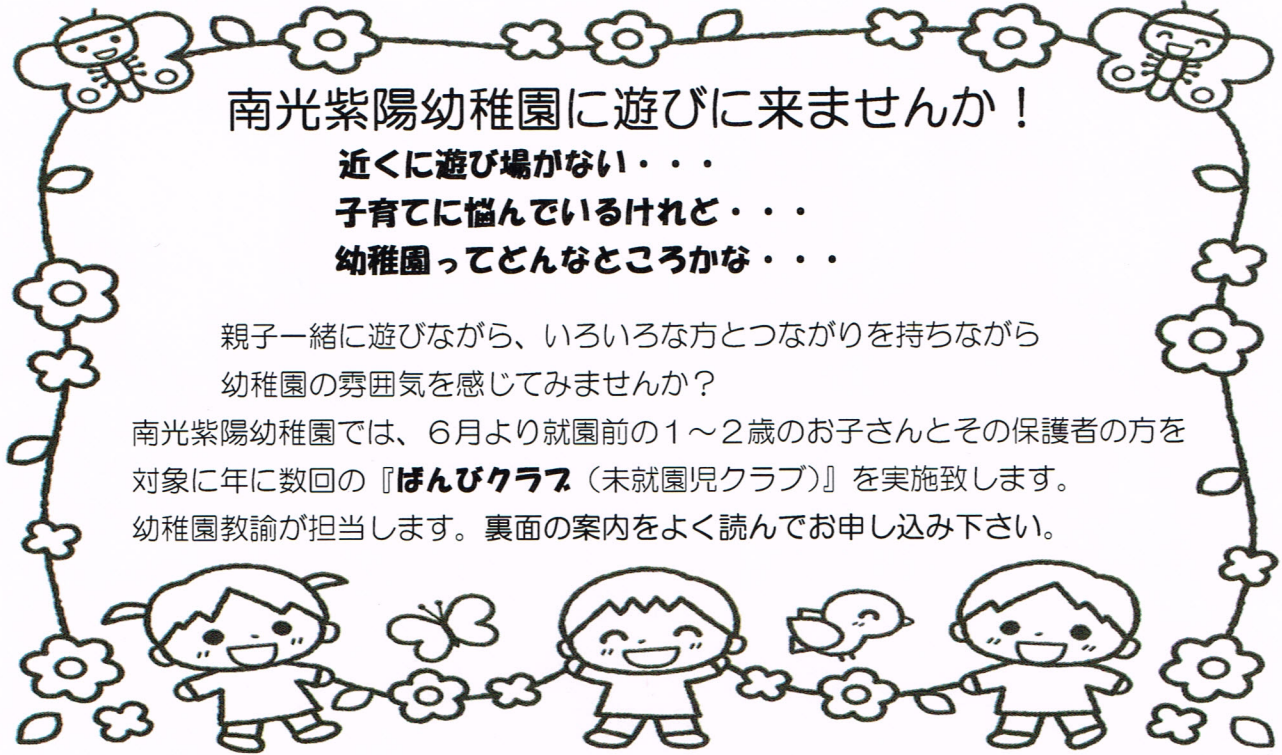 南光紫陽幼稚園に遊びに来ませんか！
近くに遊び場がない・・・
子育てに悩んでいるけれど・・・
幼稚園ってどんなところかな・・・
親子一緒に遊びながら、いろいろな方とつながりを持ちながら
幼稚園の雰囲気を感じてみませんか？
南光紫陽幼稚園では、６月より就園前の１～２歳のお子さんとその保護者の方を
対象に年に数回の『ばんびクラブ（未就園児クラブ）』を実施致します。
幼稚園教諭が担当します。裏面の案内をよく読んでお申し込み下さい。